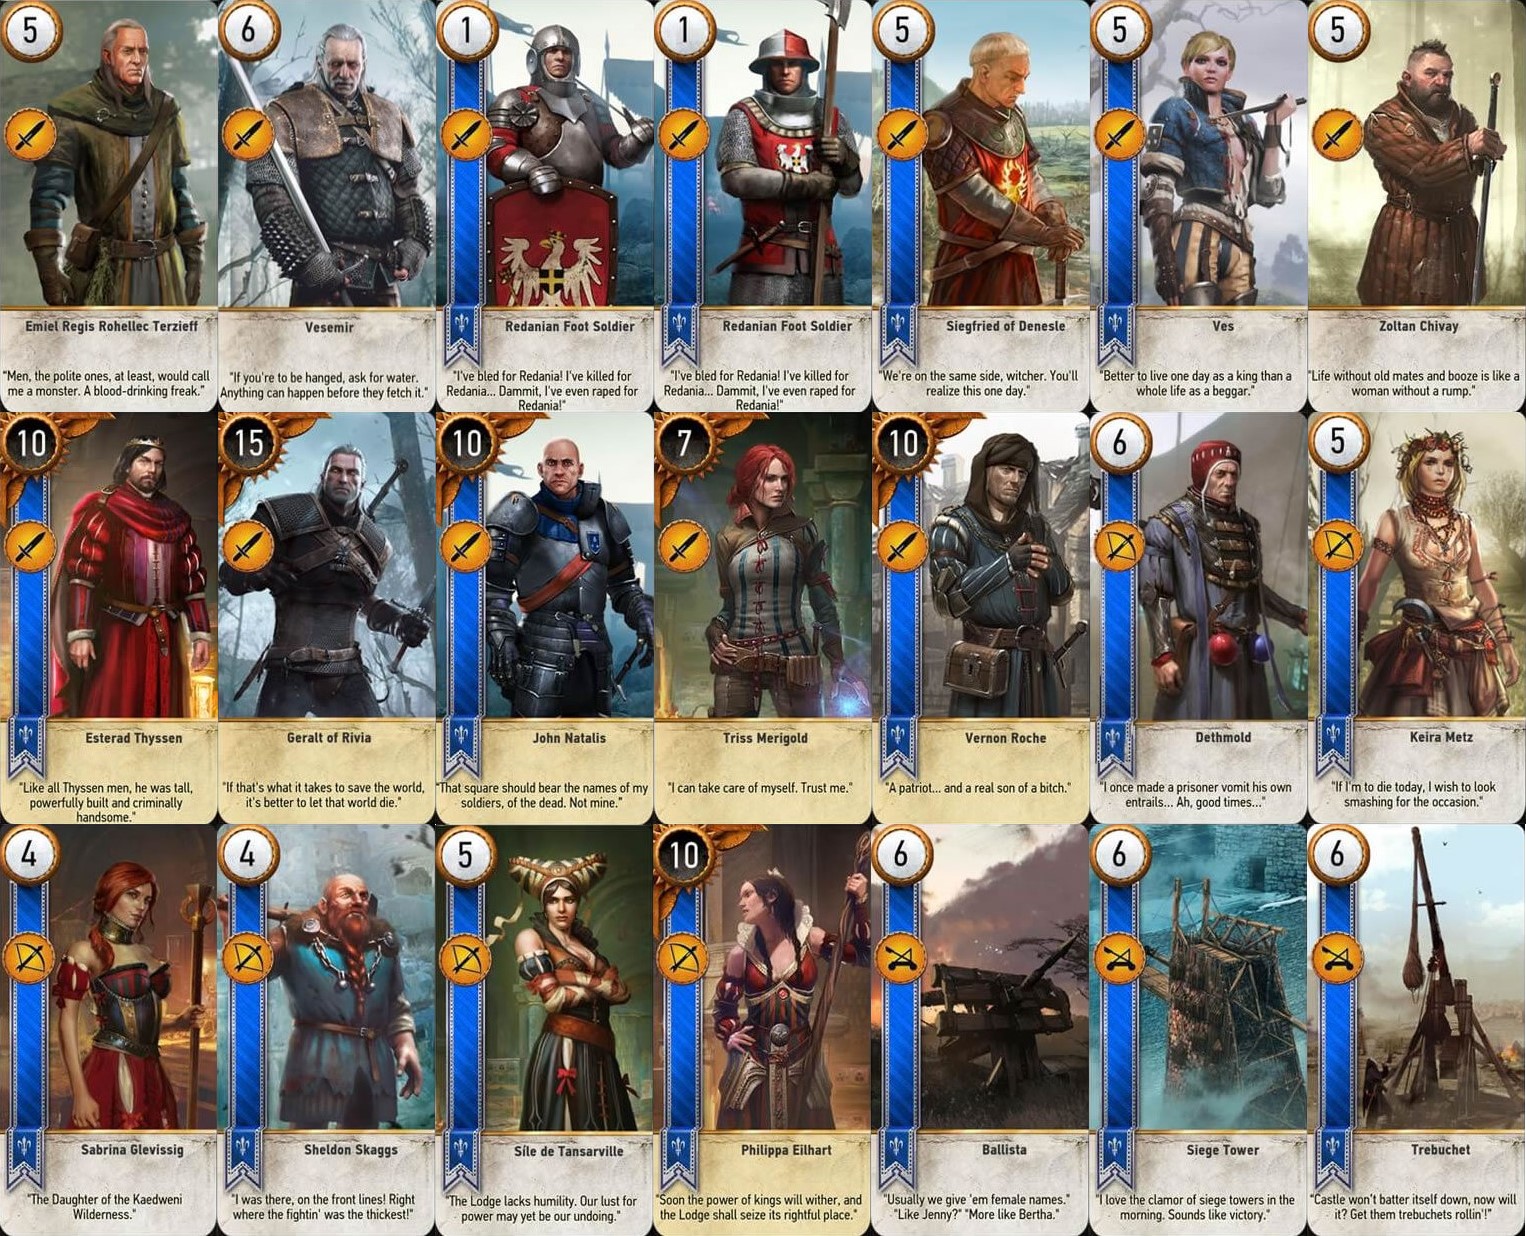 5
Emiel Regis Rohellec Terzieff
"Men, the polite ones, at least, would call
me a monster. A blood-drinking freak."
6
Vesemir
"If you're to be hanged, ask for water.
Anything can happen before they fetch it."
1
Redanian Foot Soldier
"I've bled for Redania! I've killed for
Redania... Dammit, I've even raped for
Redania!"
1
Redanian Foot Soldier
"I've bled for Redania! I've killed for
Redania... Dammit, I've even raped for
Redania!"
5
Siegfried of Denesle
"We're on the same side, witcher. You'll
realize this one day."
5
Ves
"Better to live one day as a king than a
whole life as a beggar."
5
Zoltan Chivay
"Life without old mates and booze is like a
woman without a rump."
10
Esterad Thyssen
"Like all Thyssen men, he was tall,
powerfully built and criminally
handsome."
15
Geralt of Rivia
"If that's what it takes to save the world,
it's better to let that world die."
10
John Natalis
"That square should bear the names of my
soldiers, of the dead. Not mine."
7
Triss Merigold
"I can take care of myself. Trust me."
10
Vernon Roche
"A patriot... and a real son of a bitch."
6
Dethmold
"I once made a prisoner vomit his own
entrails... Ah, good times..."
5
Keira Metz
"If I'm to die today, I wish to look
smashing for the occasion."
4
Sabrina Glevissig
"The Daughter of the Kaedweni
Wilderness."
4
Sheldon Skaggs
"I was there, on the front lines! Right
where the fightin' was the thickest!"
5
Síle de Tansarville
"The Lodge lacks humility. Our lust for
power may yet be our undoing."
10
Philippa Eilhart
"Soon the power of kings will wither, and
the Lodge shall seize its rightful place."
6
Ballista
"Usually we give 'em female names."
"Like Jenny?" "More like Bertha."
6
Siege Tower
"I love the clamor of siege towers in the
morning. Sounds like victory."
6
Trebuchet
"Castle won't batter itself down, now will
it? Get them trebuchets rollin'!"